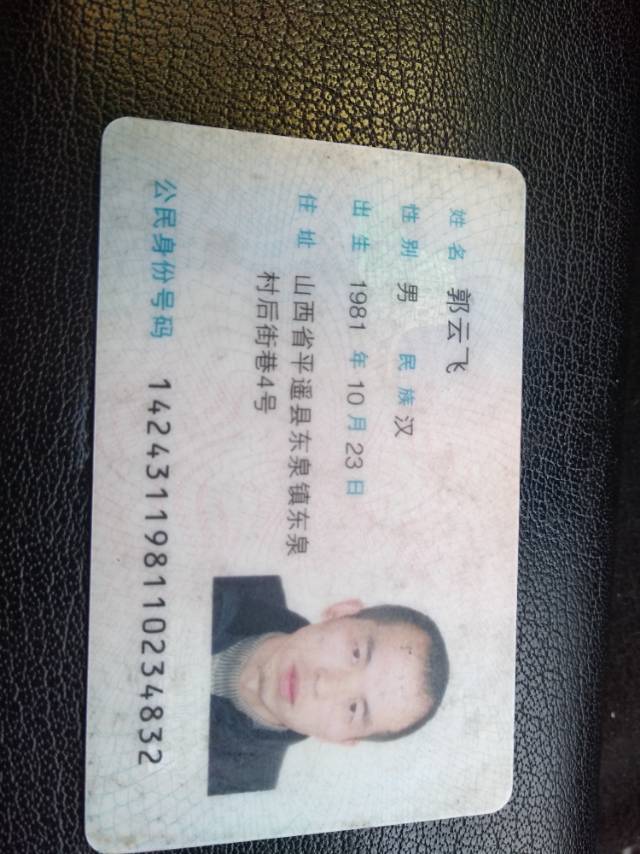 姓名 郭云飞
性别 男 民族 汉
出生 1981 年 10 月 23 日
住址 山西省平遥县东泉镇东泉
村后街巷4号
公民身份号码 142431198110234832